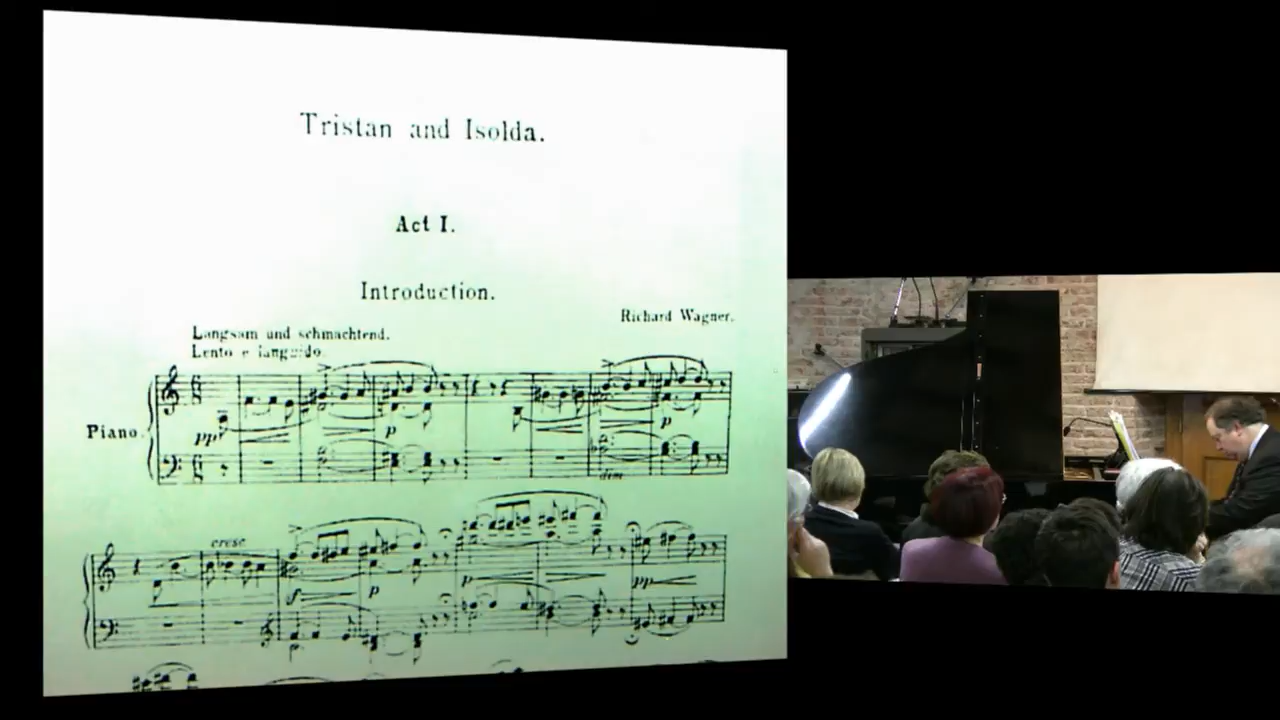 Tristan and Isolda.
Act I.
Introduction.
Richard Wagner.
Langsam und schmachtend.
Lento e languido.
Piano.
pp
p
p
dim
cresc
f
p
p
pp
p